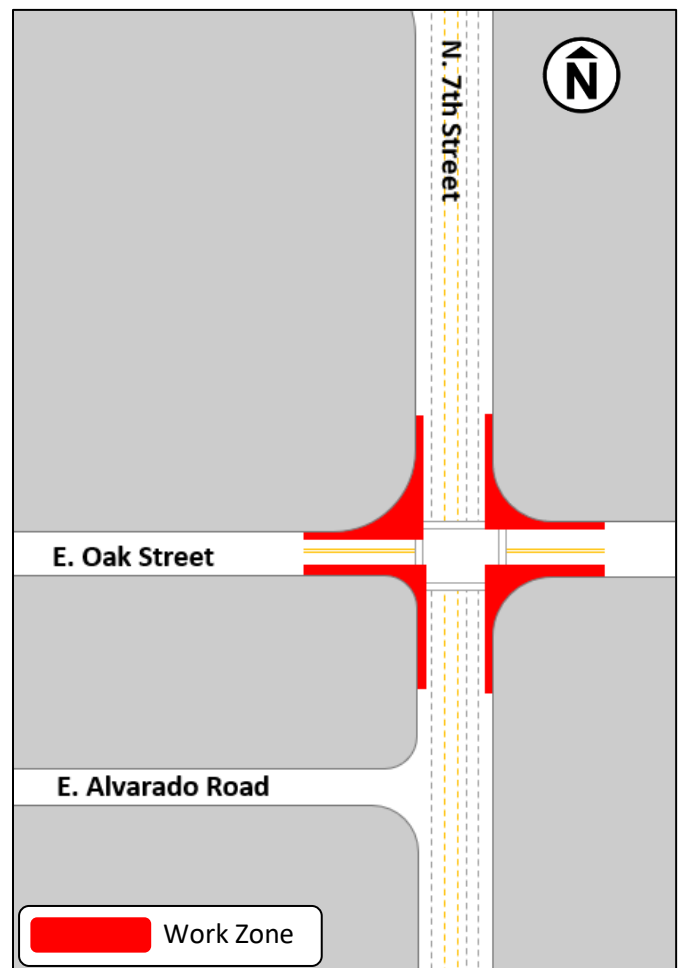 N. 7th Street
N
E. Oak Street
E. Alvarado Road
Work Zone